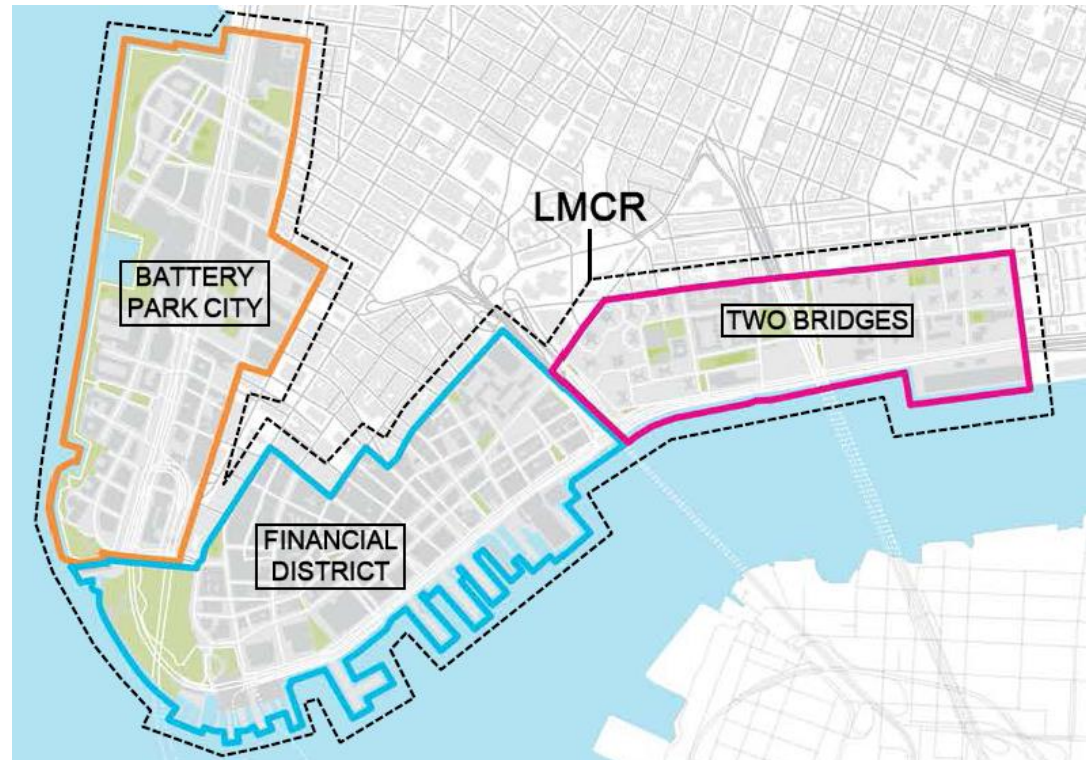 LMCR
BATTERY
PARK CITY
TWO BRIDGES
FINANCIAL
DISTRICT